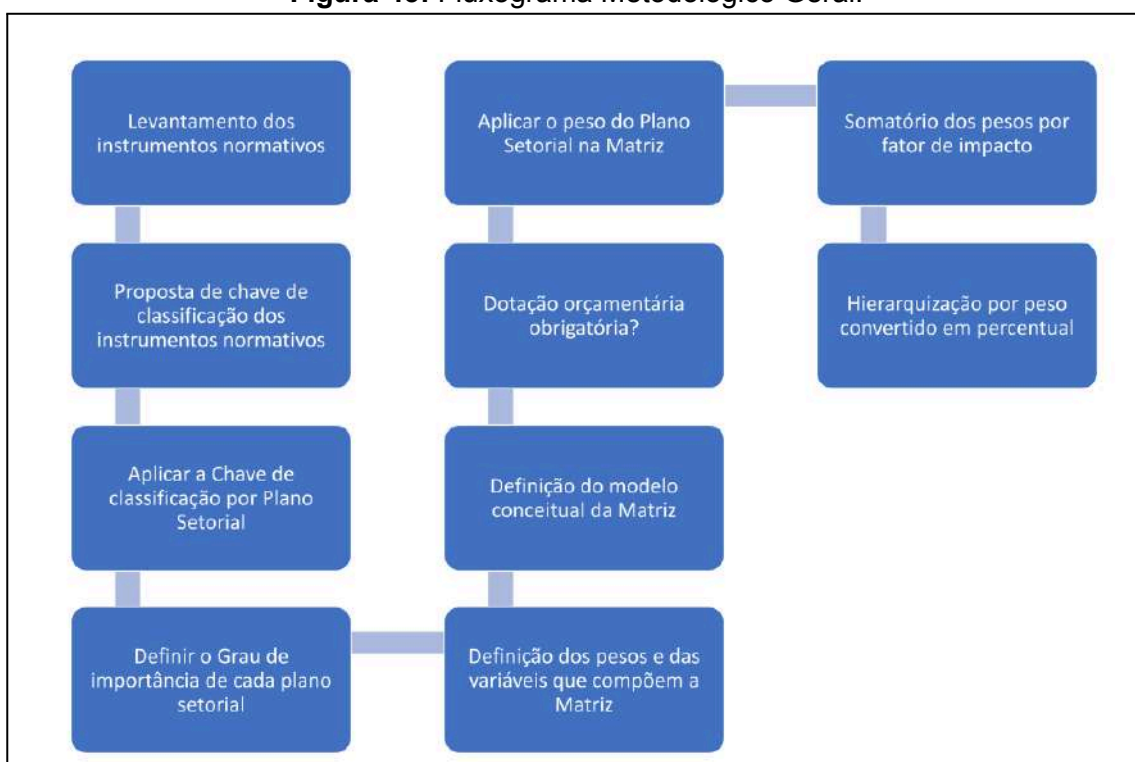 Fluxograma Metodológico Geral.
Levantamento dos
instrumentos normativos
Proposta de chave de
classificação dos
instrumentos normativos
Aplicar a Chave de
classificação por Plano
Setorial
Definir o Grau de
importância de cada plano
setorial
Definição dos pesos e das
variáveis que compõem a
Matriz
Definição do modelo
conceitual da Matriz
Dotação orçamentária
obrigatória?
Aplicar o peso do Plano
Setorial na Matriz
Somatório dos pesos por
fator de impacto
Hierarquização por peso
convertido em percentual